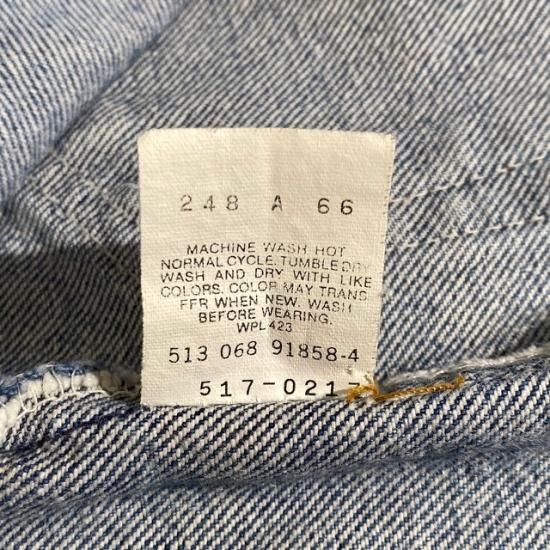 248 A 66
MACHINE WASH HOT
NORMAL CYCLE. TUMBLE DRY
WASH AND DRY WITH LIKE
COLORS. COLOR MAY TRANS
FFR WHEN NEW. WASH
BEFORE WEARING.
WPL 423
513 068 91858-4
517-0217